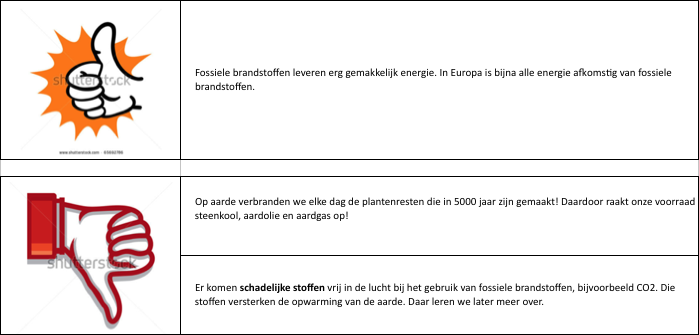 shutterstock
www.shutterstock.com
Fossiele brandstoffen leveren erg gemakkelijk energie. In Europa is bijna alle energie afkomstig van fossiele
brandstoffen.
shutterstock
Op aarde verbranden we elke dag de plantenresten die in 5000 jaar zijn gemaakt! Daardoor raakt onze voorraad
steenkool, aardolie en aardgas op!
Er komen schadelijke stoffen vrij in de lucht bij het gebruik van fossiele brandstoffen, bijvoorbeeld CO2. Die
stoffen versterken de opwarming van de aarde. Daar leren we later meer over.